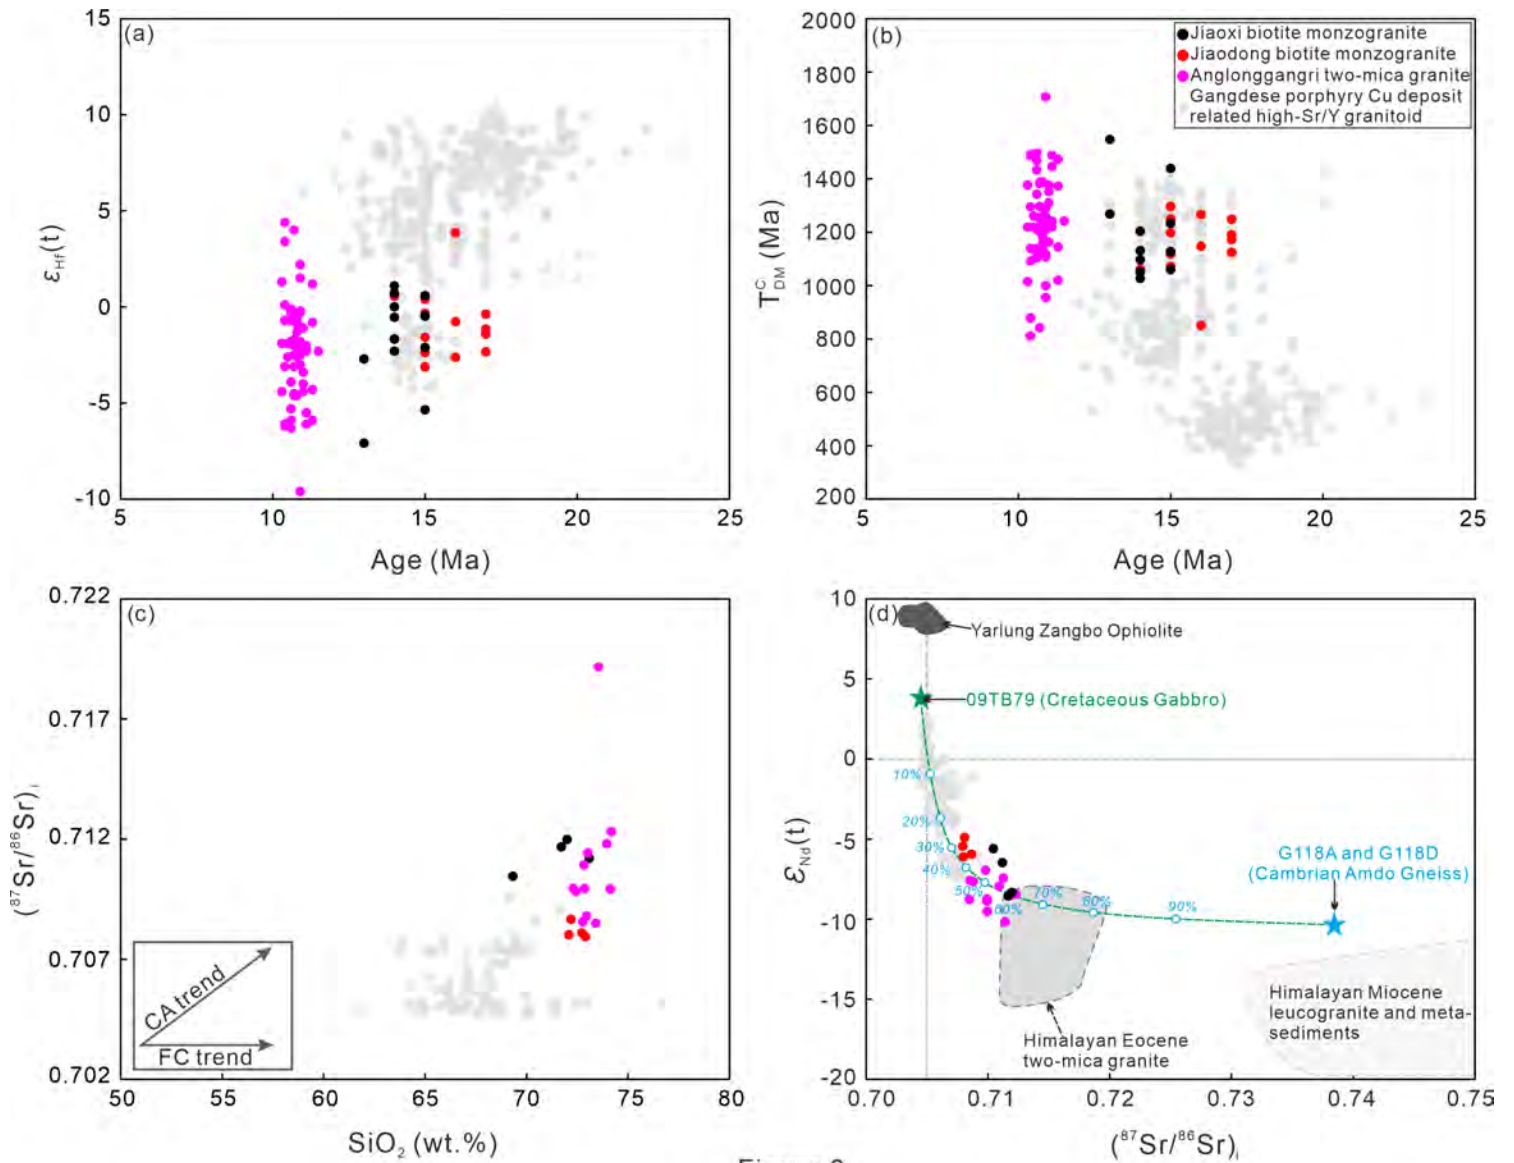 (a)
15
10
5
0
-5
-10
5
10
15
20
25
εHf(t)
Age (Ma)
(b)
2000
1800
1600
1400
1200
1000
800
600
400
200
5
10
15
20
25
T^C_DM (Ma)
Age (Ma)
Jiaoxi biotite monzogranite
Jiaodong biotite monzogranite
Anglonggangri two-mica granite
Gangdese porphyry Cu deposit
related high-Sr/Y granitoid
(c)
0.722
0.717
0.712
0.707
0.702
50
55
60
65
70
75
80
(⁸⁷Sr/⁸⁶Sr)i
SiO₂ (wt.%)
CA trend
FC trend
(d)
10
5
0
-5
-10
-15
-20
0.70
0.71
0.72
0.73
0.74
0.75
εNd(t)
(⁸⁷Sr/⁸⁶Sr)i
Yarlung Zangbo Ophiolite
09TB79 (Cretaceous Gabbro)
10%
20%
30%
40%
50%
60%
70%
80%
90%
G118A and G118D
(Cambrian Amdo Gneiss)
Himalayan Miocene
leucogranite and meta-
sediments
Himalayan Eocene
two-mica granite